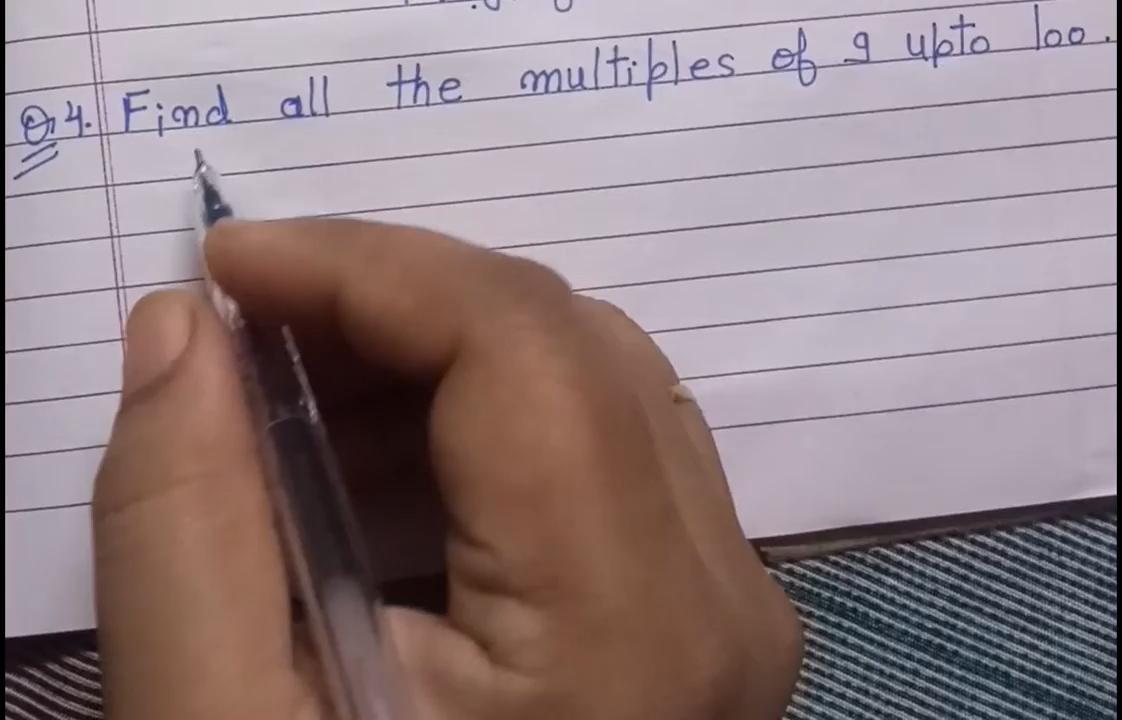 Q.4. Find all the multiples of 9 upto 100.